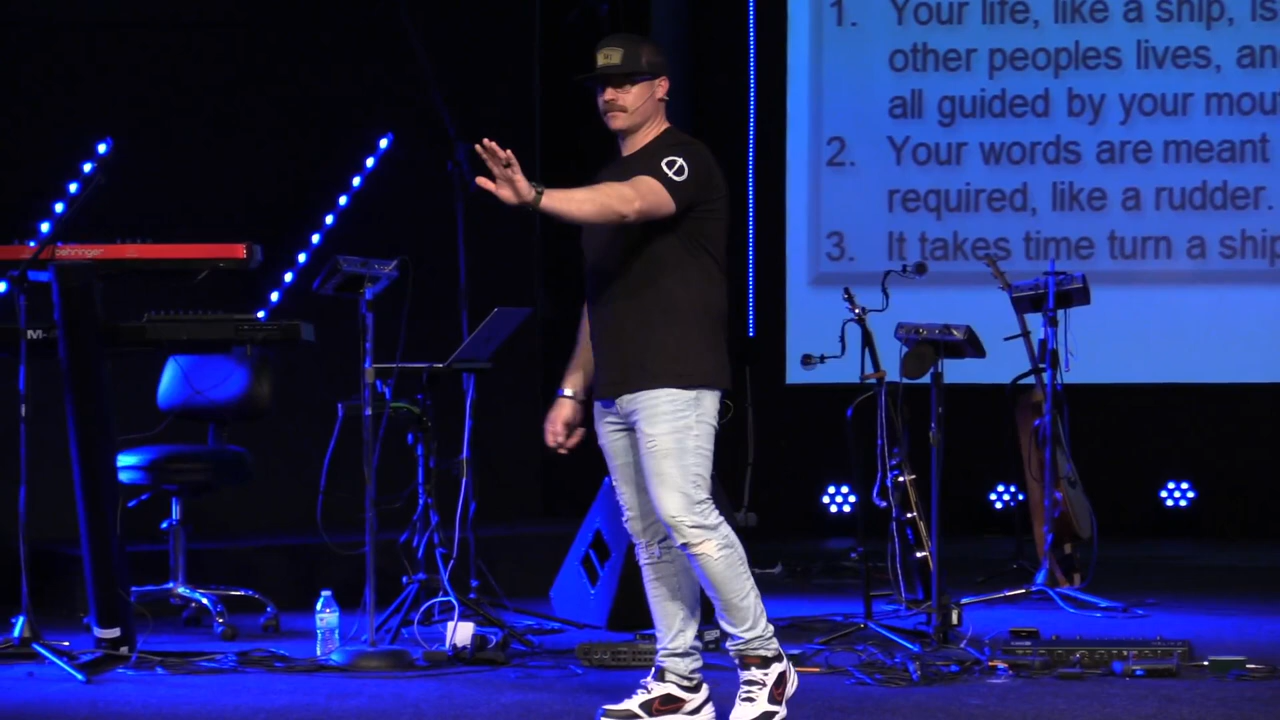 1. Your life, like a ship, is
other peoples lives, an
all guided by your mou
2. Your words are meant
required, like a rudder.
3. It takes time turn a ship
behringer
M-A